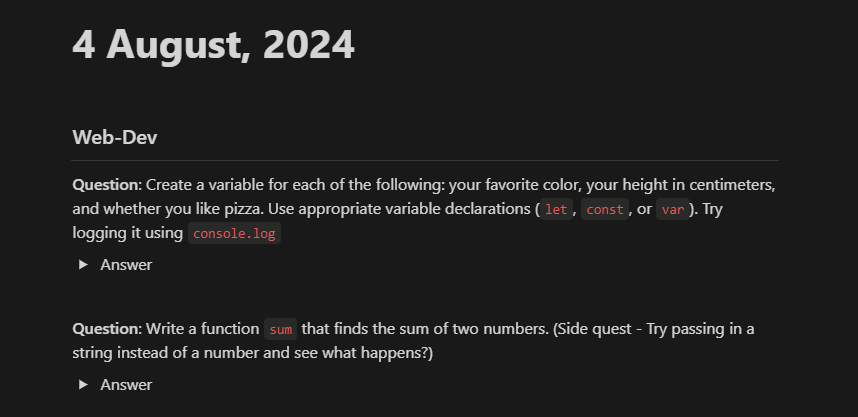 4 August, 2024
Web-Dev
Question: Create a variable for each of the following: your favorite color, your height in centimeters,
and whether you like pizza. Use appropriate variable declarations (let, const, or var). Try
logging it using console.log
Answer
Question: Write a function sum that finds the sum of two numbers. (Side quest - Try passing in a
string instead of a number and see what happens?)
Answer